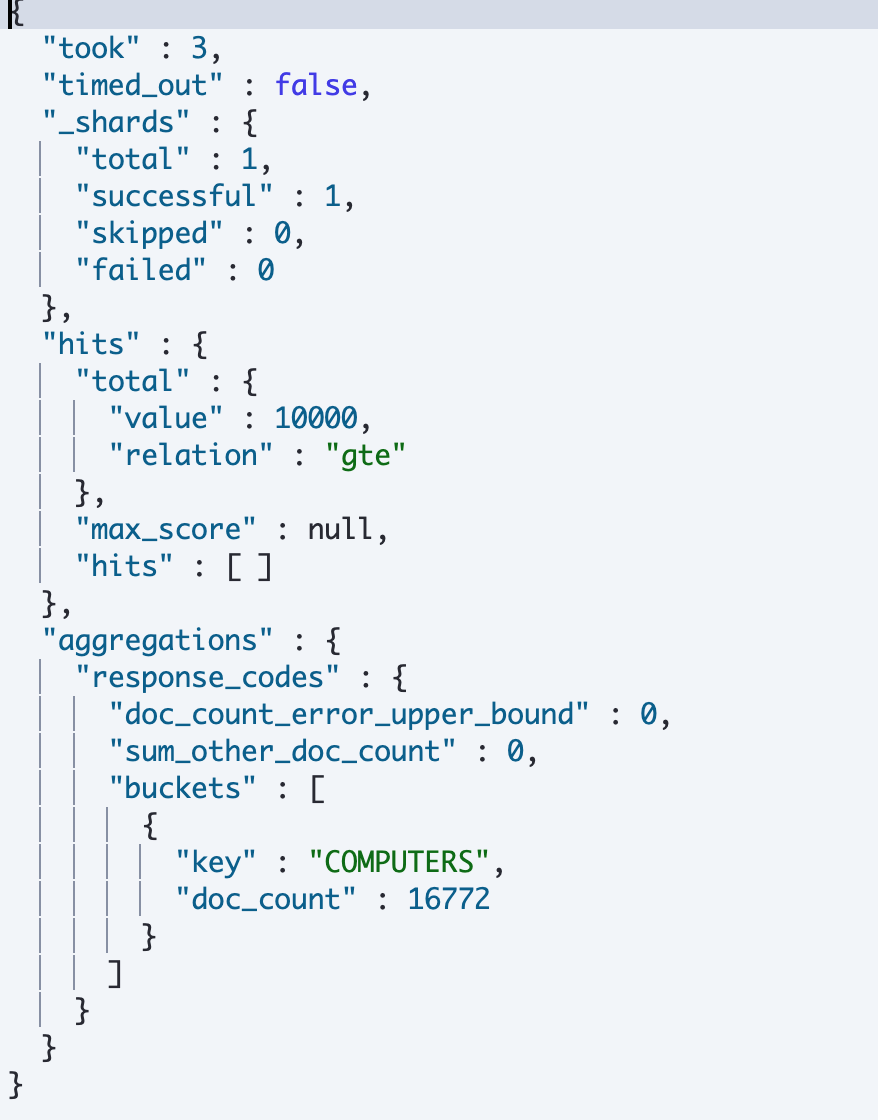 {
  "took" : 3,
  "timed_out" : false,
  "_shards" : {
    "total" : 1,
    "successful" : 1,
    "skipped" : 0,
    "failed" : 0
  },
  "hits" : {
    "total" : {
      "value" : 10000,
      "relation" : "gte"
    },
    "max_score" : null,
    "hits" : [ ]
  },
  "aggregations" : {
    "response_codes" : {
      "doc_count_error_upper_bound" : 0,
      "sum_other_doc_count" : 0,
      "buckets" : [
        {
          "key" : "COMPUTERS",
          "doc_count" : 16772
        }
      ]
    }
  }
}